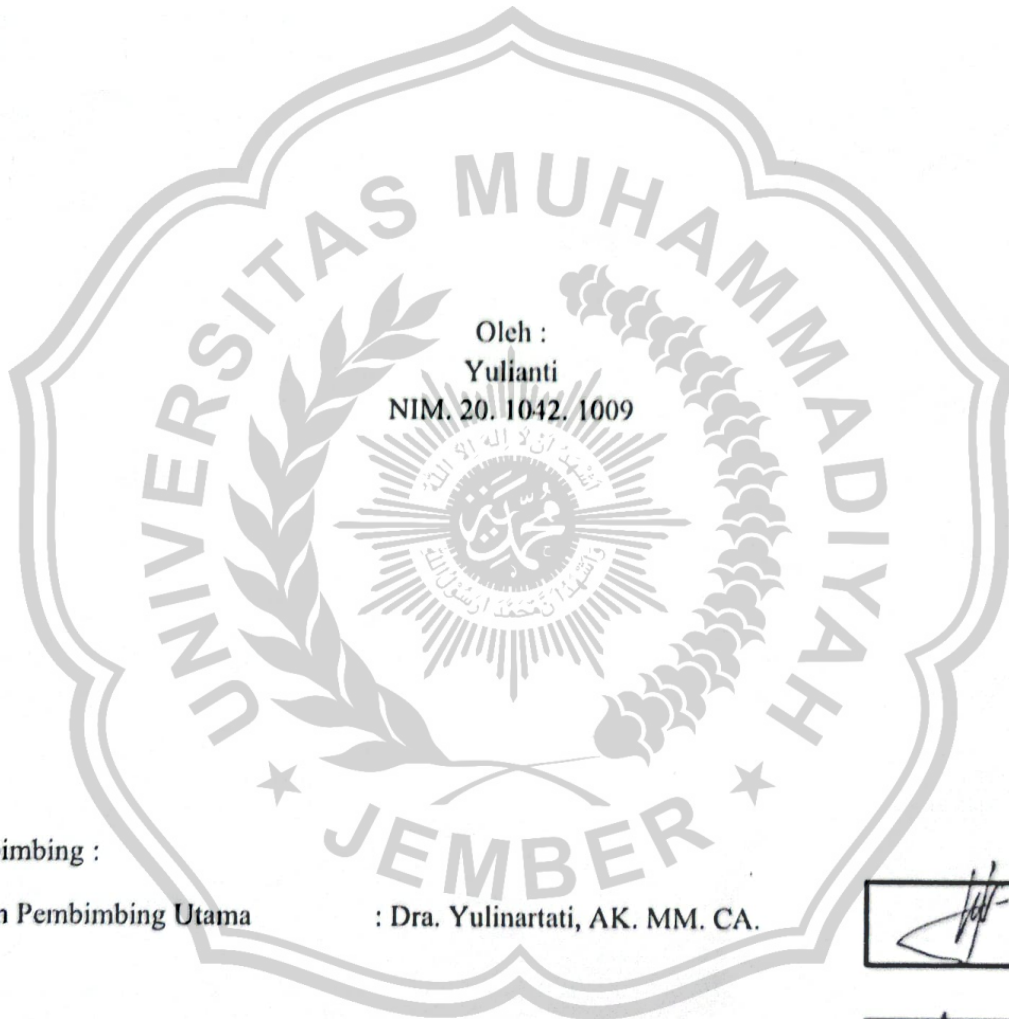 UNIVERSITAS MUHAMMADIYAH
Oleh :
Yulianti
NIM. 20. 1042. 1009
JEMBER
imbing :
Pembimbing Utama : Dra. Yulinartati, AK. MM. CA.